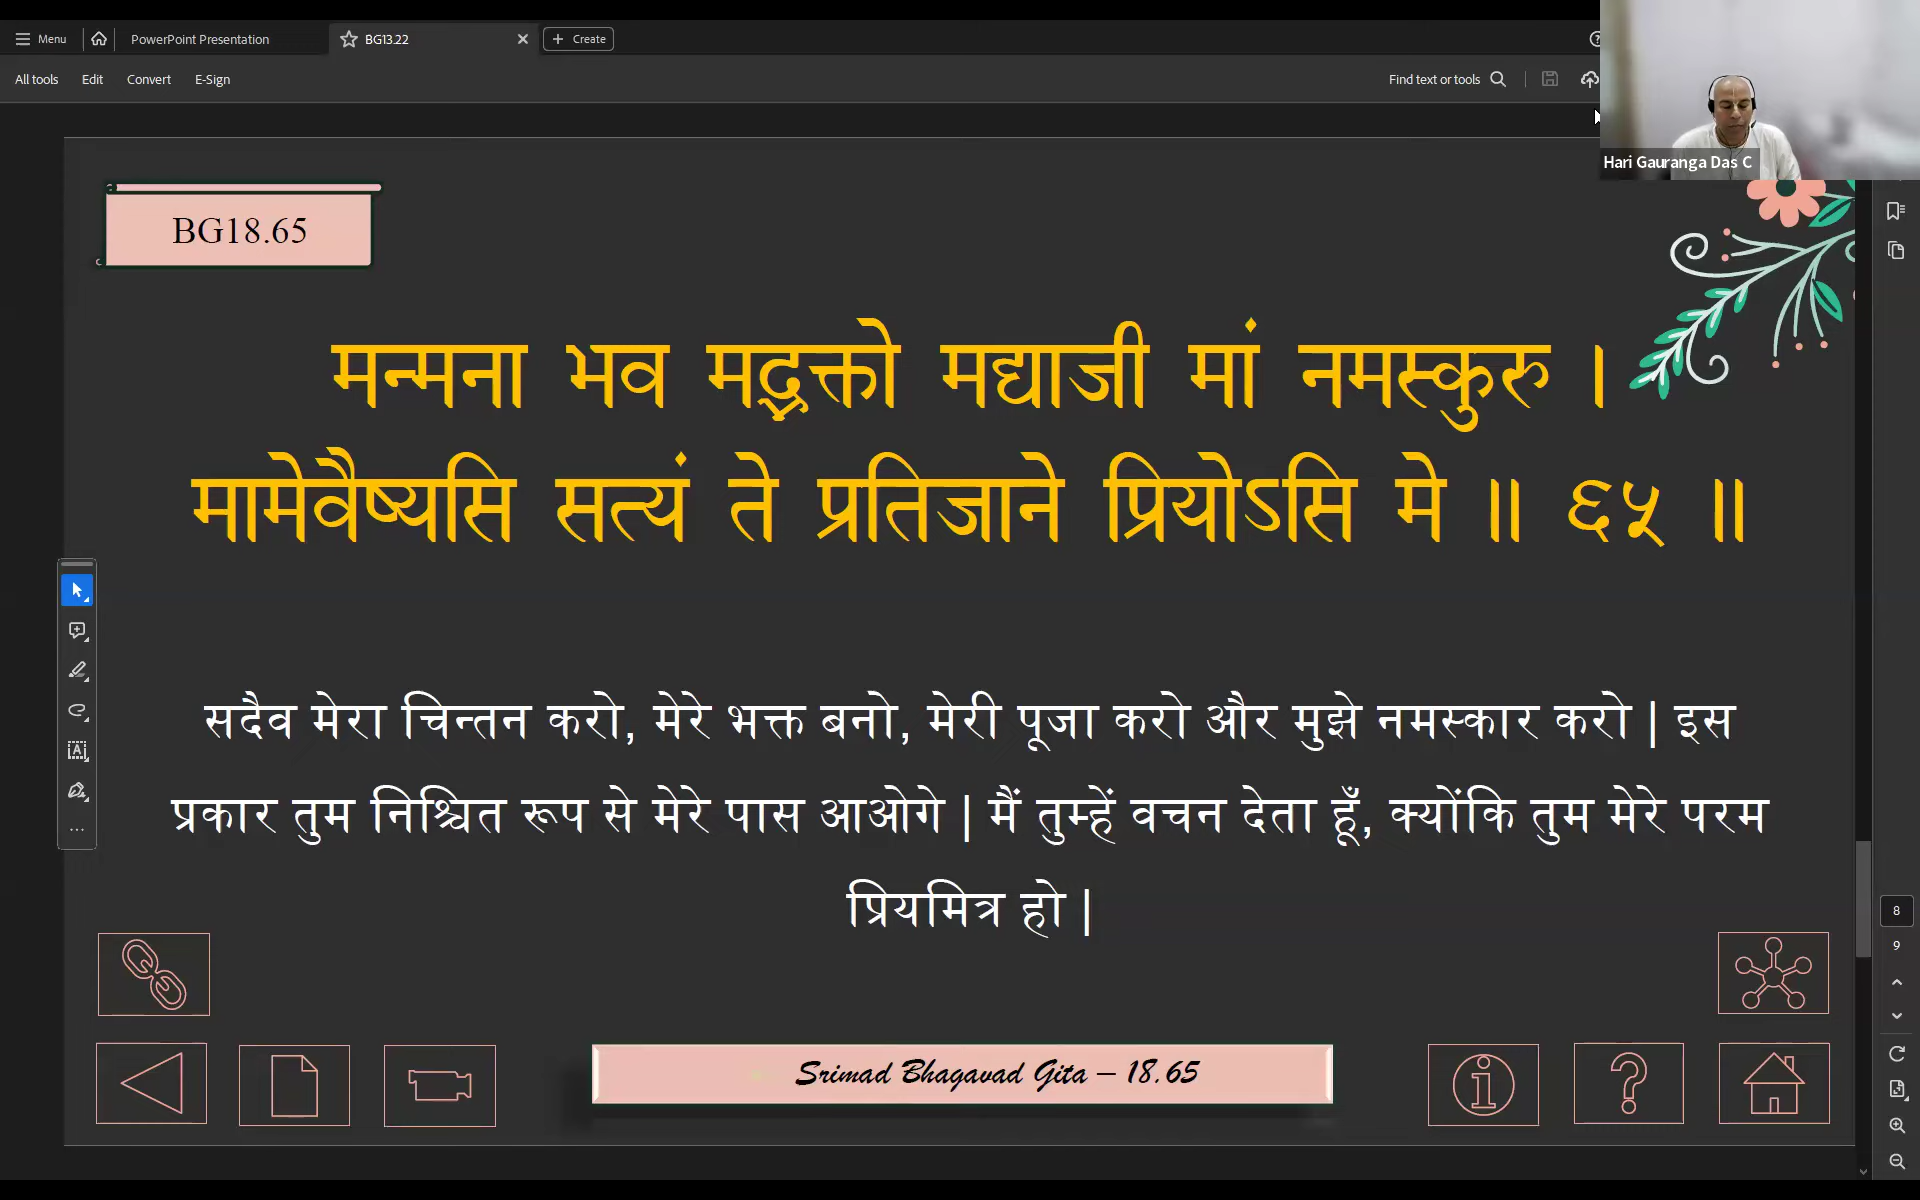 Menu
PowerPoint Presentation
BG13.22
Create
All tools
Edit
Convert
E-Sign
Find text or tools
Hari Gauranga Das C
BG18.65
मन्मना भव मद्भक्तो मद्याजी मां नमस्कुरु ।
मामेवैष्यसि सत्यं ते प्रतिजाने प्रियोऽसि मे ॥ ६५ ॥
सदैव मेरा चिन्तन करो, मेरे भक्त बनो, मेरी पूजा करो और मुझे नमस्कार करो | इस
प्रकार तुम निश्चित रूप से मेरे पास आओगे | मैं तुम्हें वचन देता हूँ, क्योंकि तुम मेरे परम
प्रियमित्र हो |
8
9
Srimad Bhagavad Gita – 18.65